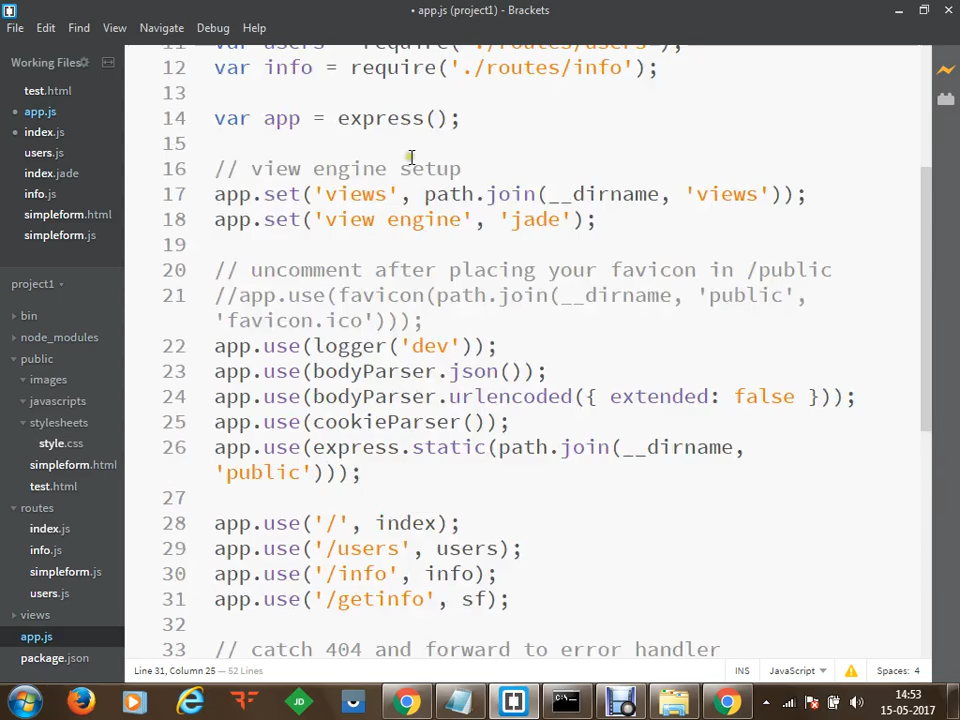 • app.js (project1) - Brackets
File Edit Find View Navigate Debug Help
Working Files
test.html
app.js
index.js
users.js
index.jade
info.js
simpleform.html
simpleform.js
project1
bin
node_modules
public
images
javascripts
stylesheets
style.css
simpleform.html
test.html
routes
index.js
info.js
simpleform.js
users.js
views
app.js
package.json
11 var users = require('./routes/users');
12 var info = require('./routes/info');
13
14 var app = express();
15
16 // view engine setup
17 app.set('views', path.join(__dirname, 'views'));
18 app.set('view engine', 'jade');
19
20 // uncomment after placing your favicon in /public
21 //app.use(favicon(path.join(__dirname, 'public',
'favicon.ico')));
22 app.use(logger('dev'));
23 app.use(bodyParser.json());
24 app.use(bodyParser.urlencoded({ extended: false }));
25 app.use(cookieParser());
26 app.use(express.static(path.join(__dirname,
'public')));
27
28 app.use('/', index);
29 app.use('/users', users);
30 app.use('/info', info);
31 app.use('/getinfo', sf);
32
33 // catch 404 and forward to error handler
Line 31, Column 25 — 52 Lines
INS JavaScript Spaces: 4
JD
14:53
15-05-2017